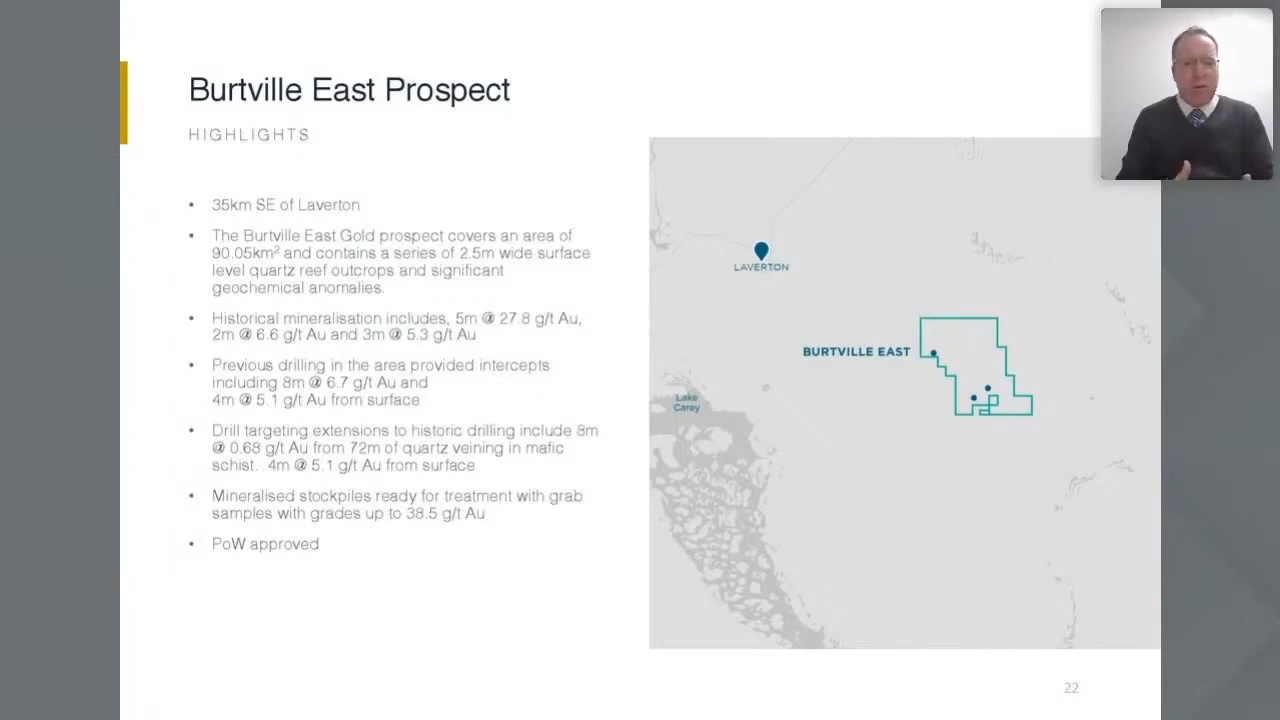 Burtville East Prospect
HIGHLIGHTS
• 35km SE of Laverton
• The Burtville East Gold prospect covers an area of
90.05km² and contains a series of 2.5m wide surface
level quartz reef outcrops and significant
geochemical anomalies.
• Historical mineralisation includes, 5m @ 27.8 g/t Au,
2m @ 6.6 g/t Au and 3m @ 5.3 g/t Au
• Previous drilling in the area provided intercepts
including 8m @ 6.7 g/t Au and
4m @ 5.1 g/t Au from surface
• Drill targeting extensions to historic drilling include 8m
@ 0.68 g/t Au from 72m of quartz veining in mafic
schist. 4m @ 5.1 g/t Au from surface
• Mineralised stockpiles ready for treatment with grab
samples with grades up to 38.5 g/t Au
• PoW approved
LAVERTON
BURTVILLE EAST
Lake
Carey
22